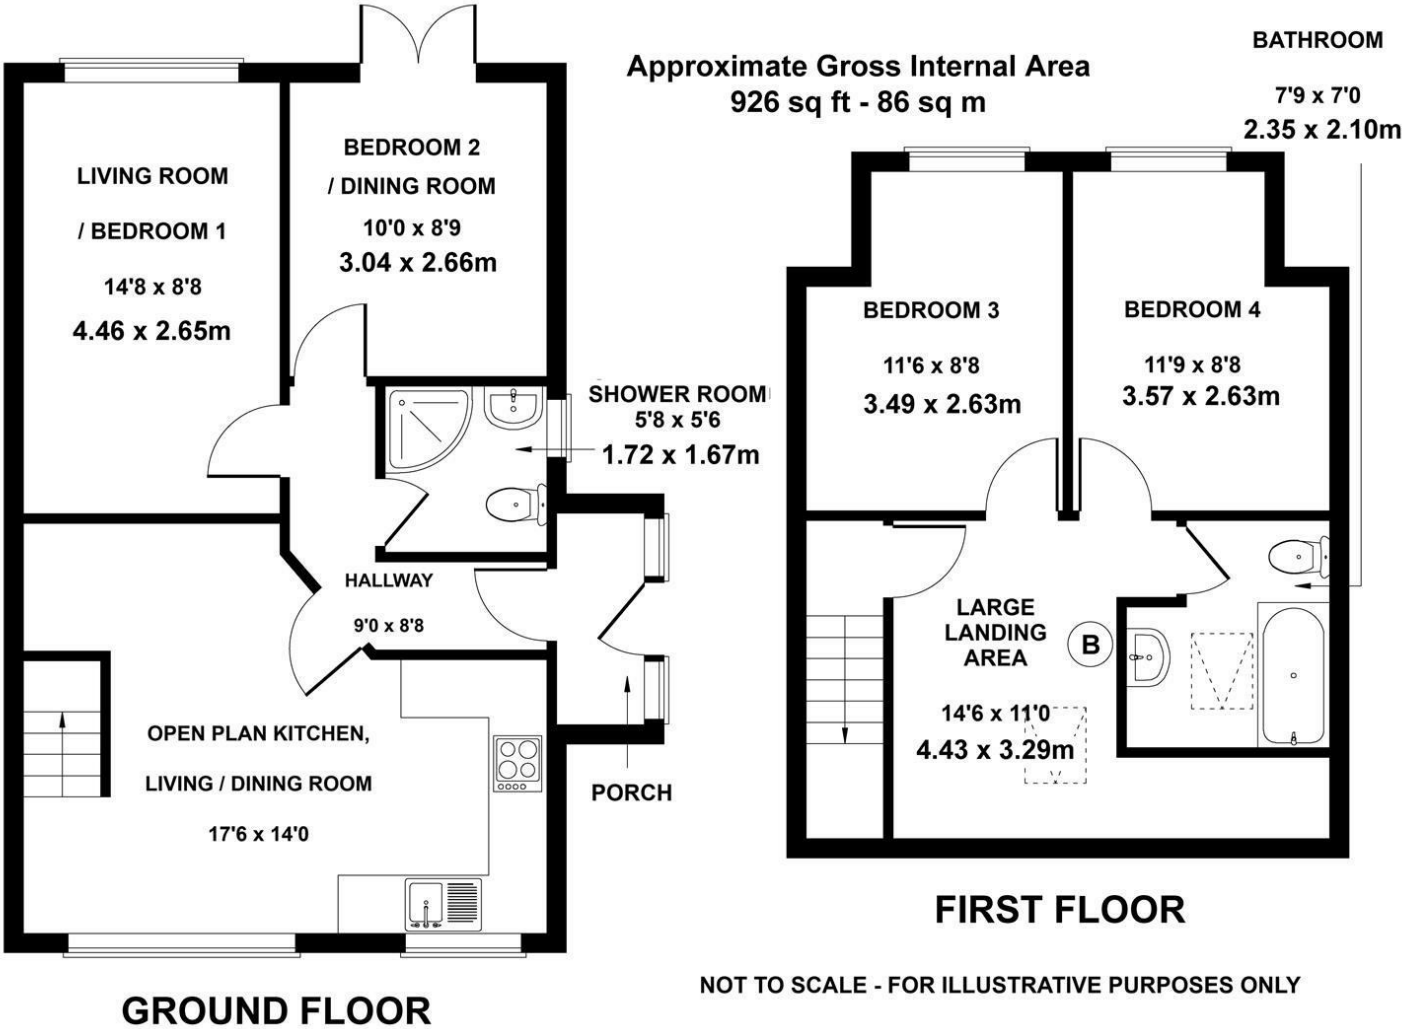 Approximate Gross Internal Area
926 sq ft - 86 sq m
LIVING ROOM
/ BEDROOM 1
14'8 x 8'8
4.46 x 2.65m
BEDROOM 2
/ DINING ROOM
10'0 x 8'9
3.04 x 2.66m
SHOWER ROOM
5'8 x 5'6
1.72 x 1.67m
HALLWAY
9'0 x 8'8
OPEN PLAN KITCHEN,
LIVING / DINING ROOM
17'6 x 14'0
PORCH
GROUND FLOOR
BATHROOM
7'9 x 7'0
2.35 x 2.10m
BEDROOM 3
11'6 x 8'8
3.49 x 2.63m
BEDROOM 4
11'9 x 8'8
3.57 x 2.63m
LARGE
LANDING
AREA
14'6 x 11'0
4.43 x 3.29m
B
FIRST FLOOR
NOT TO SCALE - FOR ILLUSTRATIVE PURPOSES ONLY